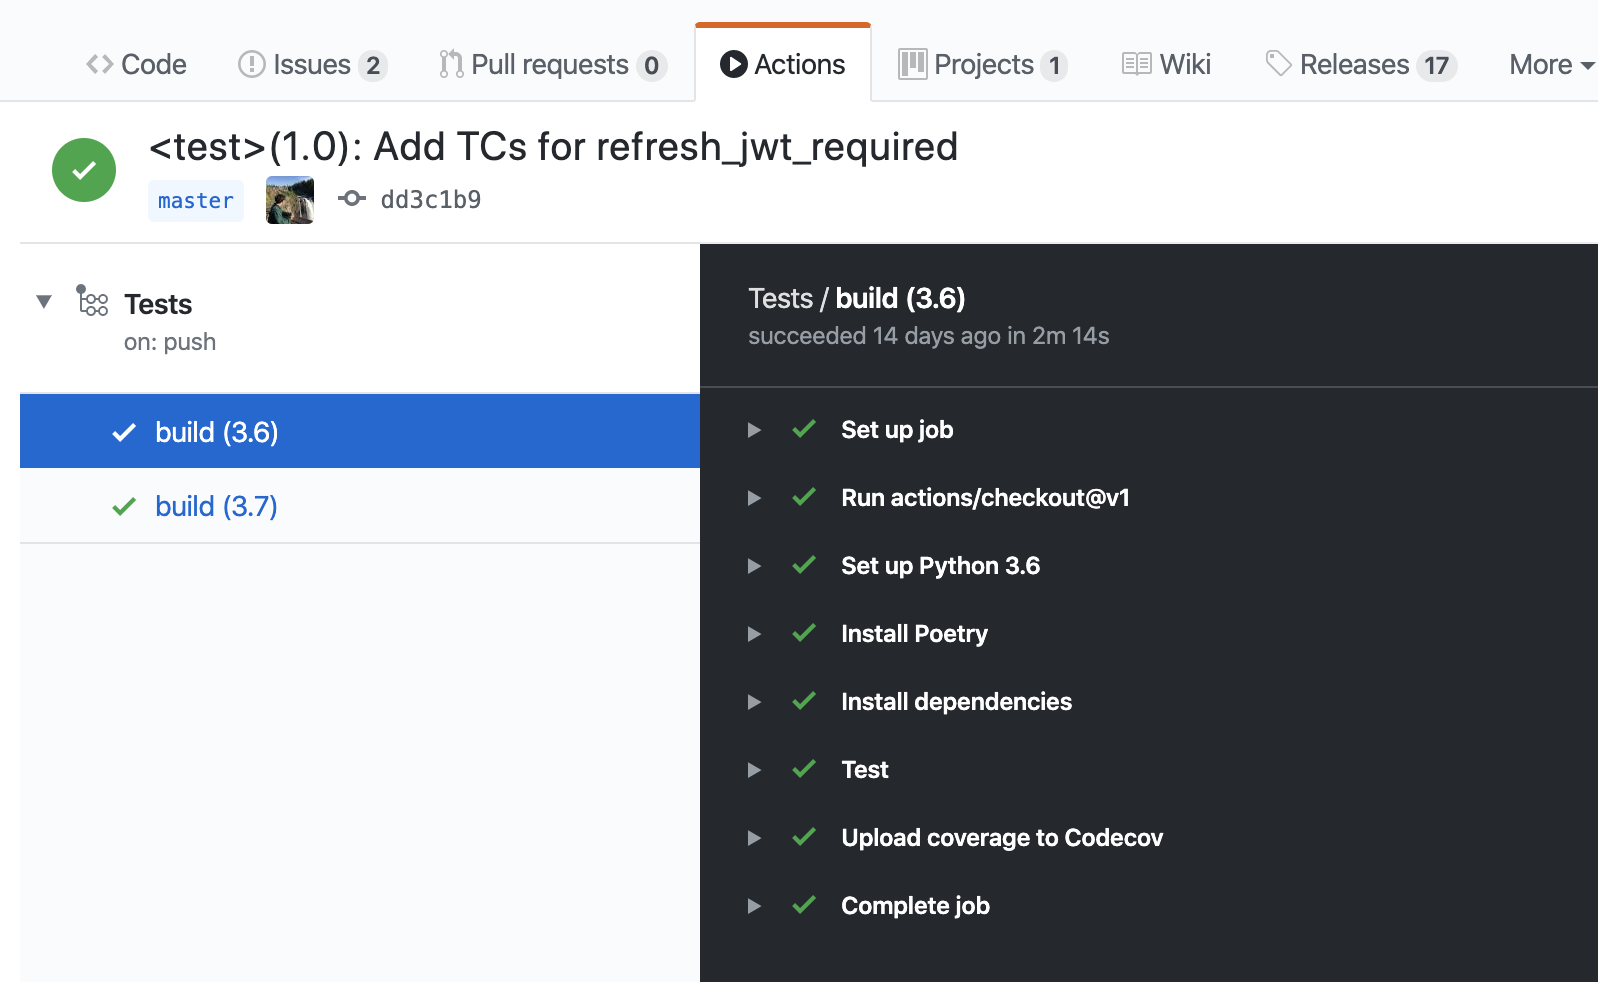 Code Issues 2 Pull requests 0 Actions Projects 1 Wiki Releases 17 More
<test>(1.0): Add TCs for refresh_jwt_required
master dd3c1b9
Tests
on: push
build (3.6)
build (3.7)
Tests / build (3.6)
succeeded 14 days ago in 2m 14s
Set up job
Run actions/checkout@v1
Set up Python 3.6
Install Poetry
Install dependencies
Test
Upload coverage to Codecov
Complete job